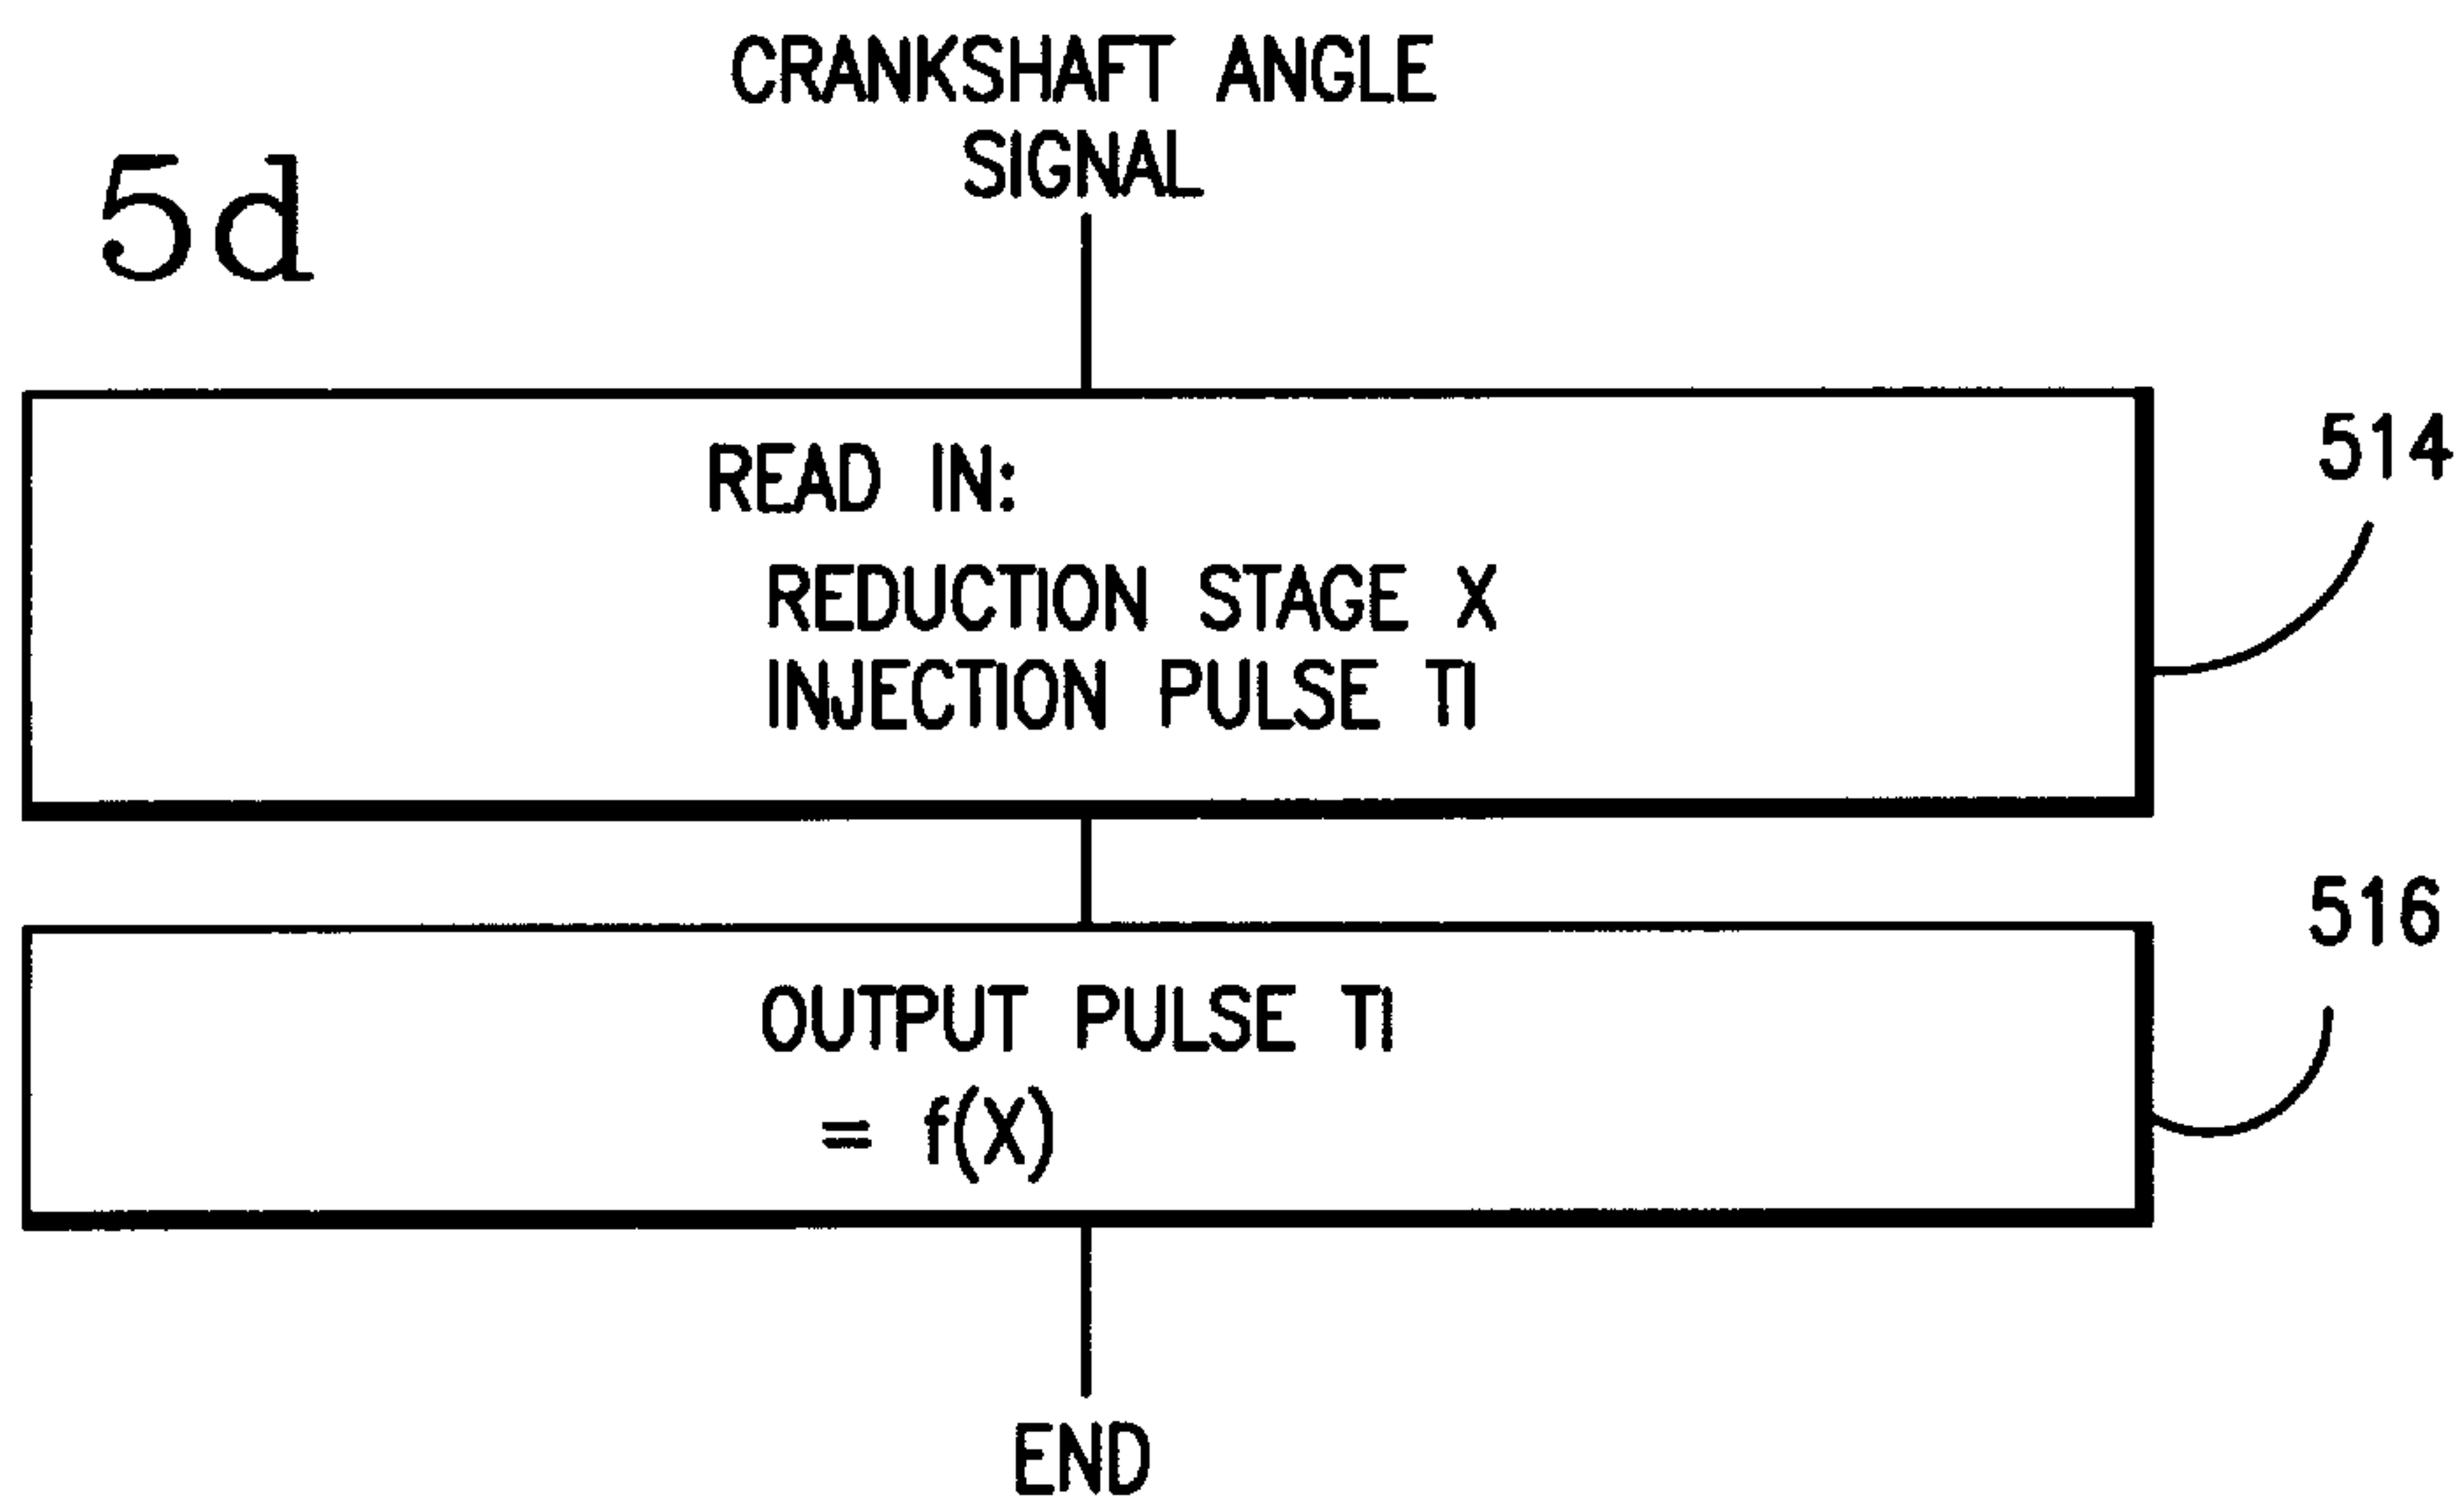 CRANKSHAFT ANGLE
SIGNAL
5d
READ IN:
514
REDUCTION STAGE X
INJECTION PULSE TI
516
OUTPUT PULSE TI
= f(X)
END